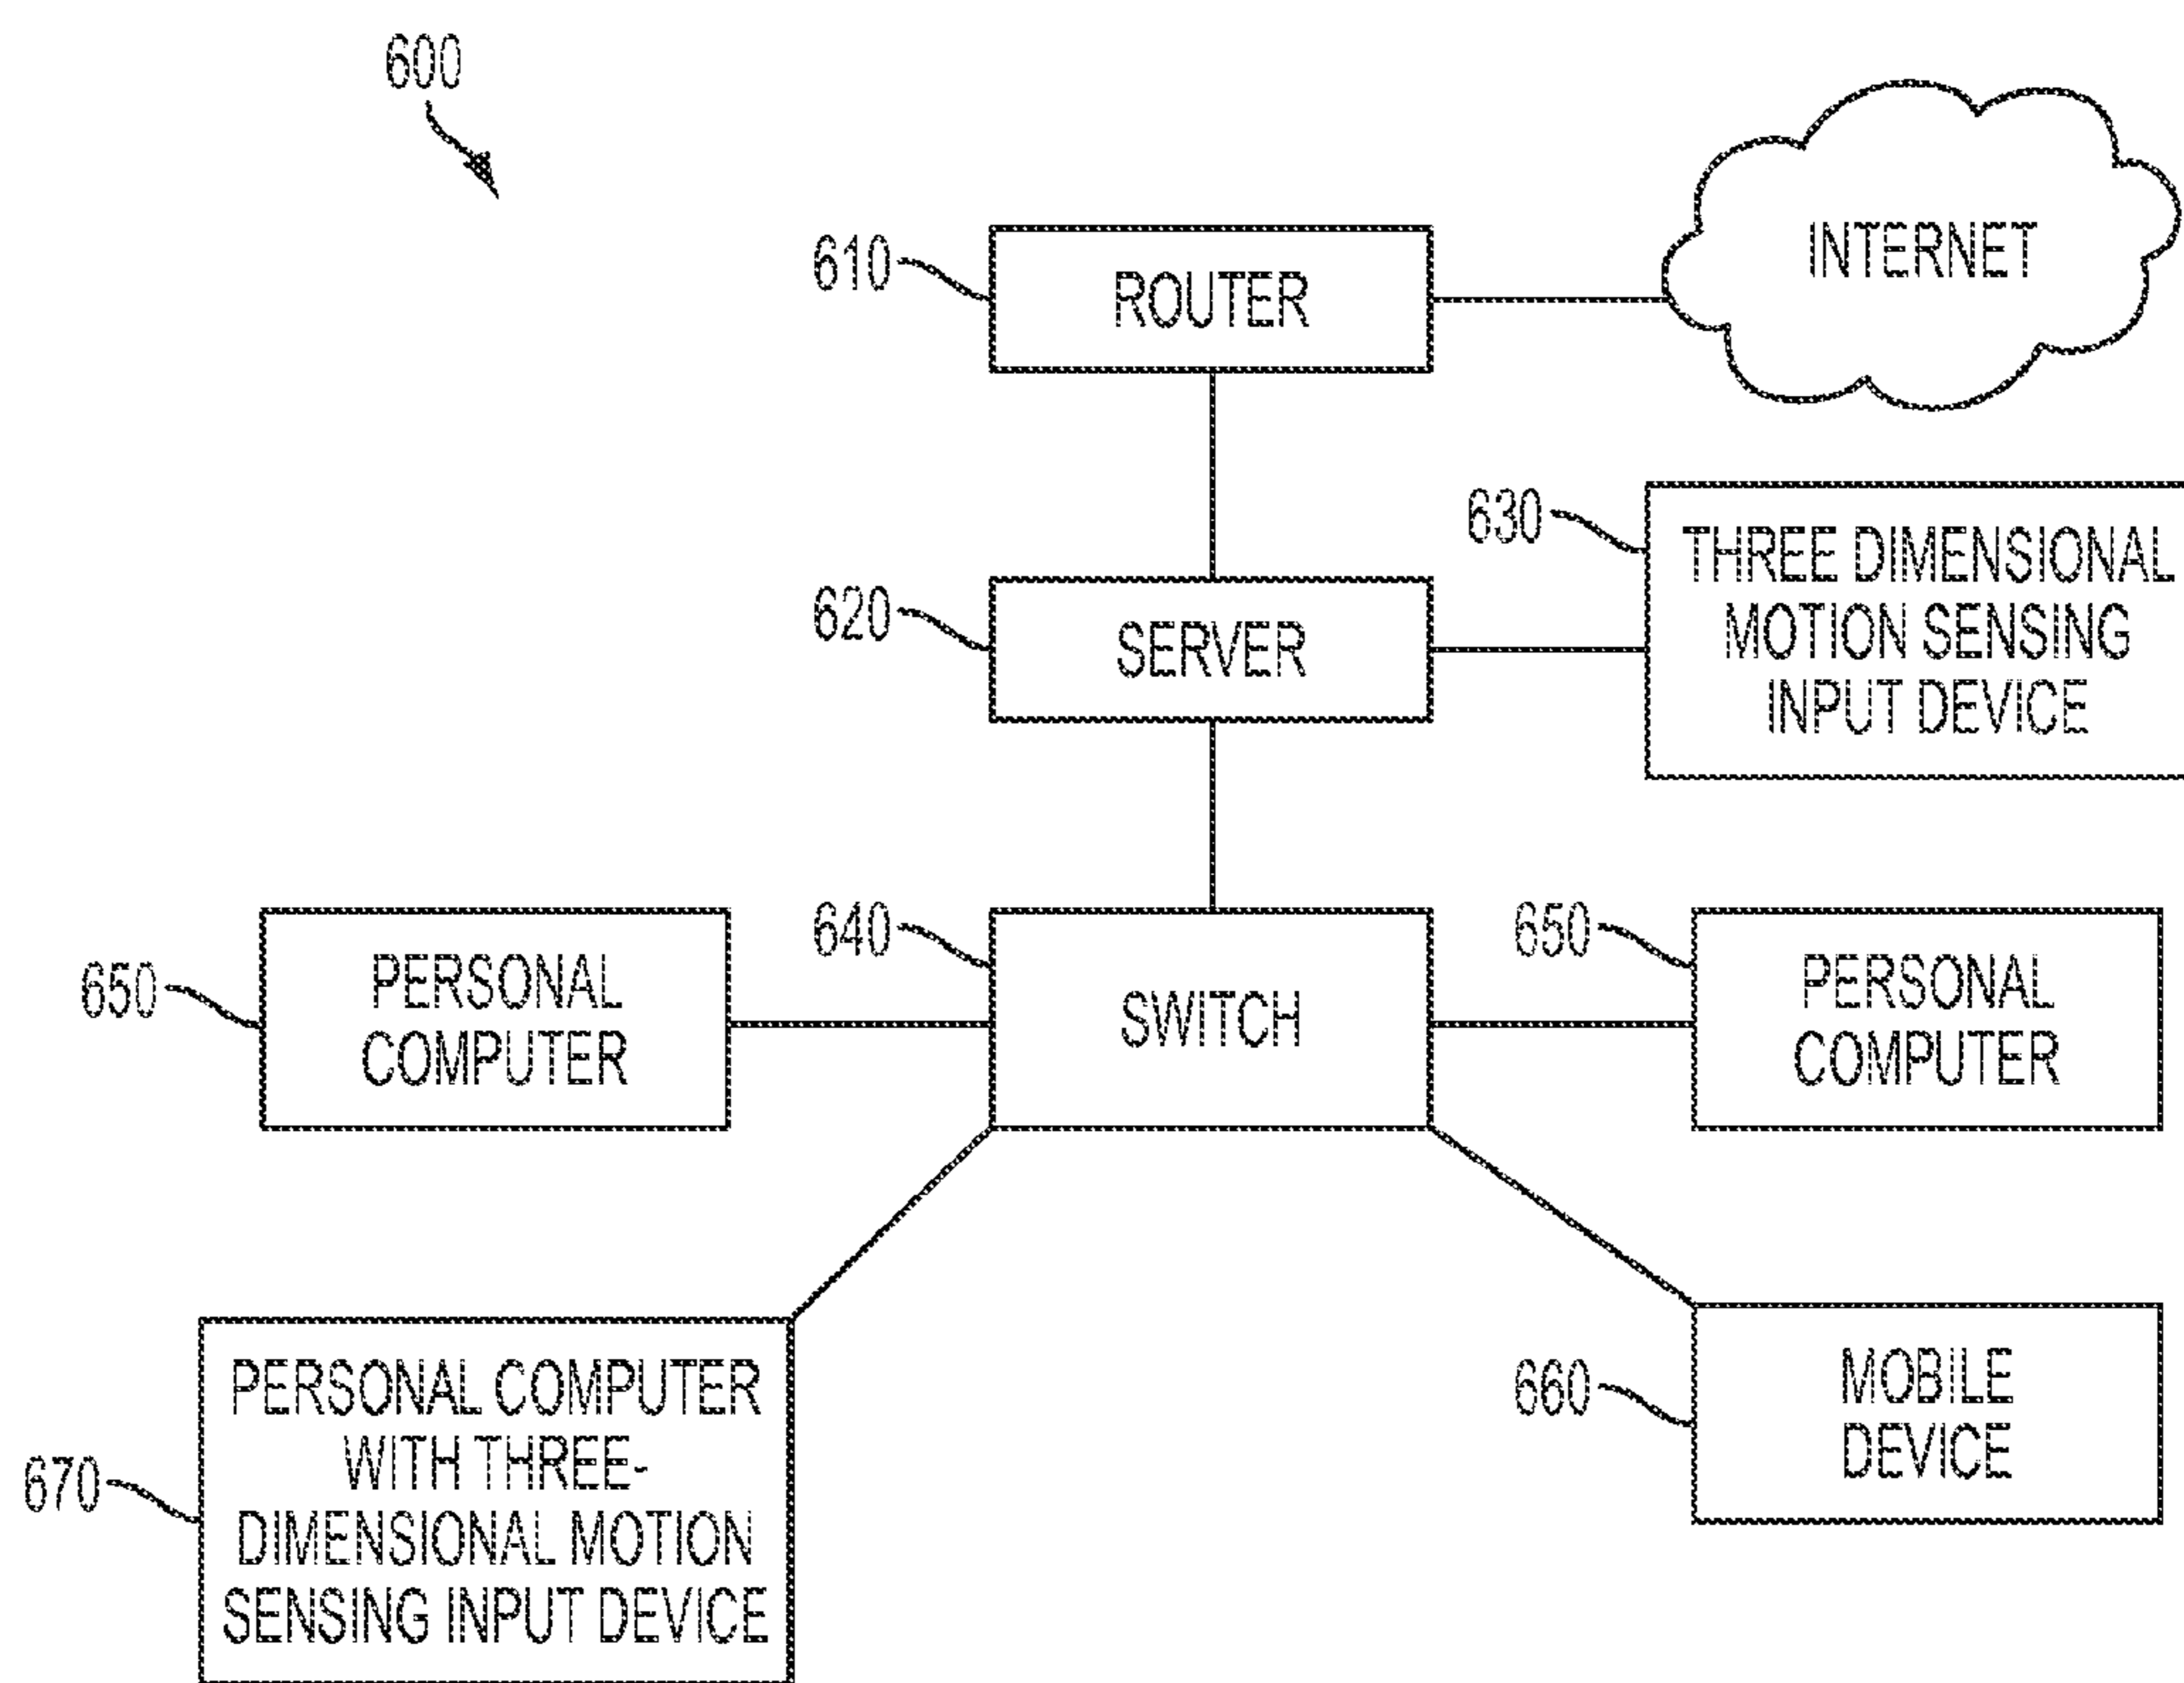 600
INTERNET
610
ROUTER
630
THREE DIMENSIONAL
MOTION SENSING
INPUT DEVICE
620
SERVER
650
PERSONAL
COMPUTER
640
SWITCH
650
PERSONAL
COMPUTER
670
PERSONAL COMPUTER
WITH THREE-
DIMENSIONAL MOTION
SENSING INPUT DEVICE
660
MOBILE
DEVICE